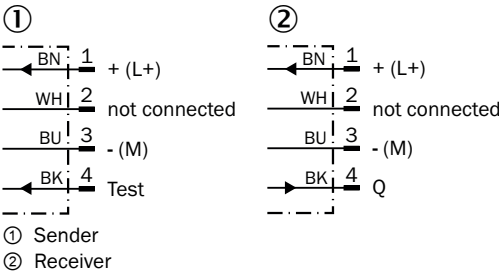 ① ②
BN 1 + (L+) BN 1 + (L+)
WH 2 not connected WH 2 not connected
BU 3 - (M) BU 3 - (M)
BK 4 Test BK 4 Q
① Sender
② Receiver